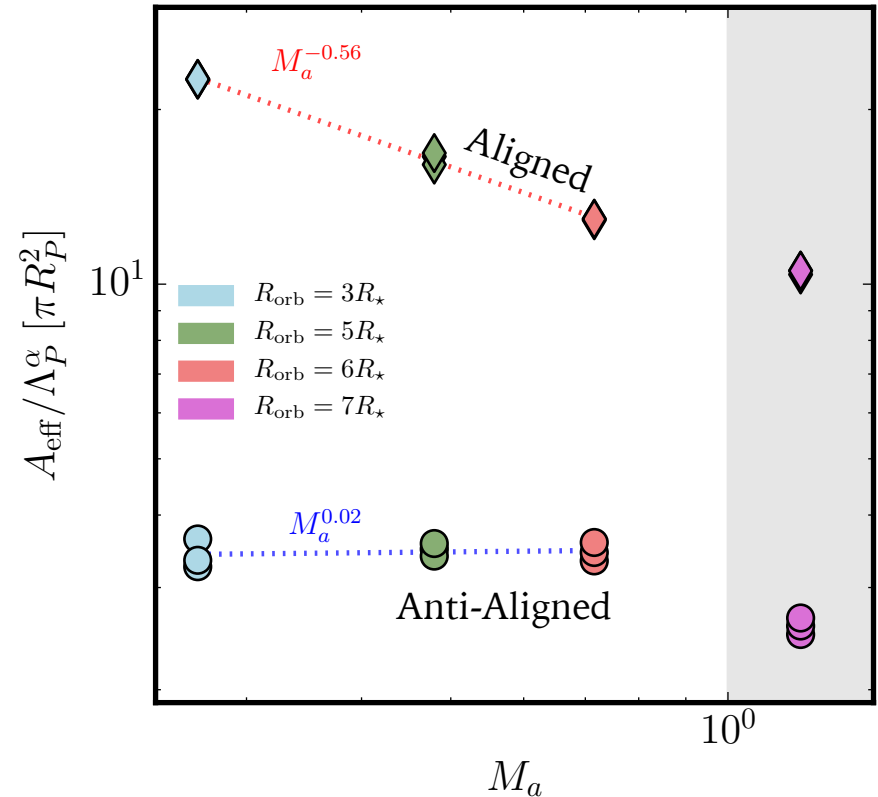 M_a^{-0.56}
Aligned
A_eff/Λ_P^α [πR_P^2]
10^1
R_orb = 3R_⋆
R_orb = 5R_⋆
R_orb = 6R_⋆
R_orb = 7R_⋆
M_a^{0.02}
Anti-Aligned
10^0
M_a